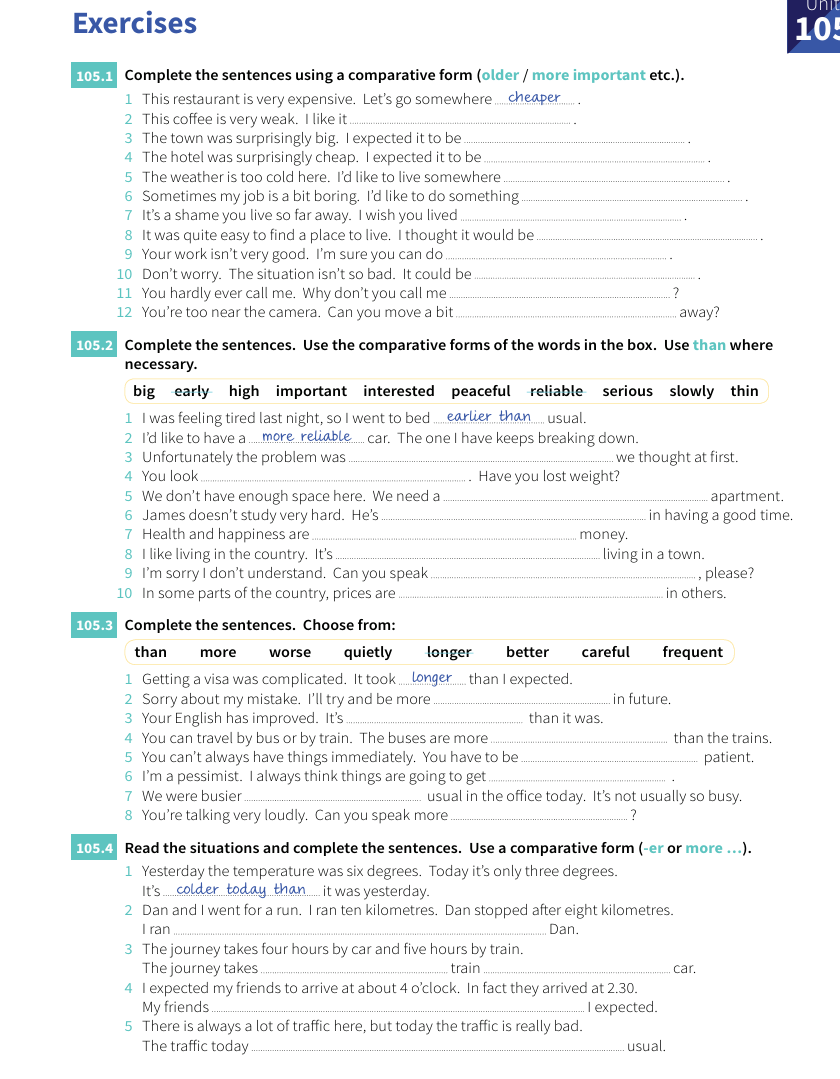 Exercises
Unit
105
105.1 Complete the sentences using a comparative form (older / more important etc.).
1 This restaurant is very expensive. Let's go somewhere cheaper .
2 This coffee is very weak. I like it .
3 The town was surprisingly big. I expected it to be .
4 The hotel was surprisingly cheap. I expected it to be .
5 The weather is too cold here. I'd like to live somewhere .
6 Sometimes my job is a bit boring. I'd like to do something .
7 It's a shame you live so far away. I wish you lived .
8 It was quite easy to find a place to live. I thought it would be .
9 Your work isn't very good. I'm sure you can do .
10 Don't worry. The situation isn't so bad. It could be .
11 You hardly ever call me. Why don't you call me ?
12 You're too near the camera. Can you move a bit away?
105.2 Complete the sentences. Use the comparative forms of the words in the box. Use than where
necessary.
big early high important interested peaceful reliable serious slowly thin
1 I was feeling tired last night, so I went to bed earlier than usual.
2 I'd like to have a more reliable car. The one I have keeps breaking down.
3 Unfortunately the problem was we thought at first.
4 You look . Have you lost weight?
5 We don't have enough space here. We need a apartment.
6 James doesn't study very hard. He's in having a good time.
7 Health and happiness are money.
8 I like living in the country. It's living in a town.
9 I'm sorry I don't understand. Can you speak , please?
10 In some parts of the country, prices are in others.
105.3 Complete the sentences. Choose from:
than more worse quietly longer better careful frequent
1 Getting a visa was complicated. It took longer than I expected.
2 Sorry about my mistake. I'll try and be more in future.
3 Your English has improved. It's than it was.
4 You can travel by bus or by train. The buses are more than the trains.
5 You can't always have things immediately. You have to be patient.
6 I'm a pessimist. I always think things are going to get .
7 We were busier usual in the office today. It's not usually so busy.
8 You're talking very loudly. Can you speak more ?
105.4 Read the situations and complete the sentences. Use a comparative form (-er or more …).
1 Yesterday the temperature was six degrees. Today it's only three degrees.
It's colder today than it was yesterday.
2 Dan and I went for a run. I ran ten kilometres. Dan stopped after eight kilometres.
I ran Dan.
3 The journey takes four hours by car and five hours by train.
The journey takes train car.
4 I expected my friends to arrive at about 4 o'clock. In fact they arrived at 2.30.
My friends I expected.
5 There is always a lot of traffic here, but today the traffic is really bad.
The traffic today usual.